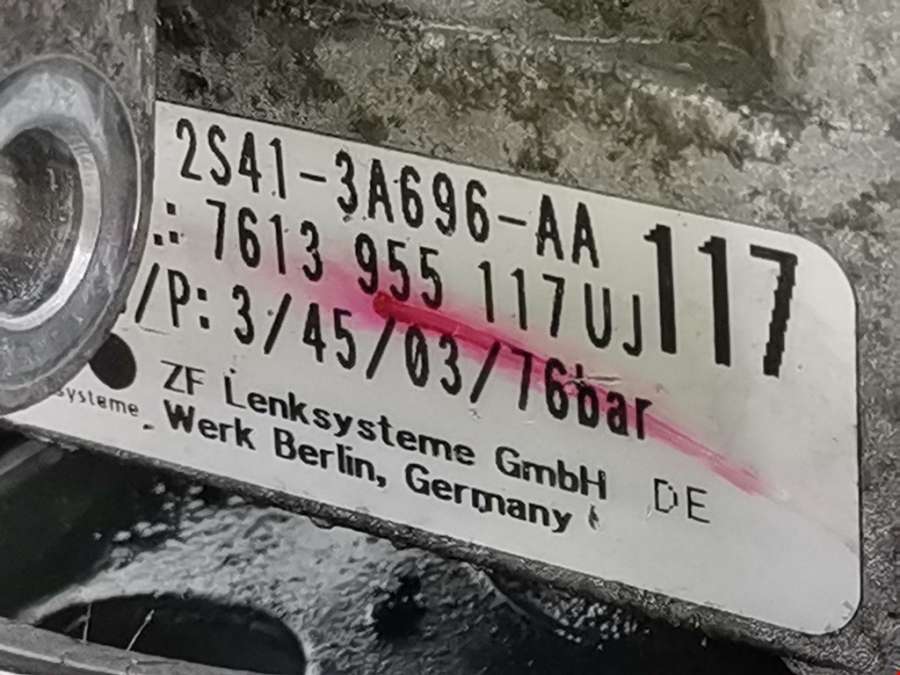 2S41-3A696-AA
.: 7613 955 117UJ 117
/P: 3/45/03/76bar
ZF Lenksysteme GmbH DE
systeme Werk Berlin, Germany